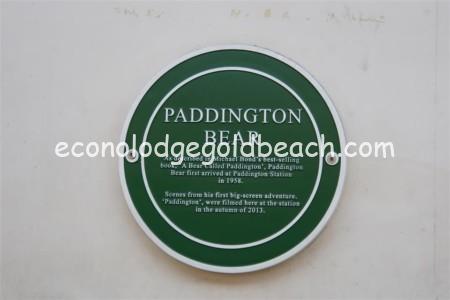 PADDINGTON
BEAR
econolodgegoldbeach.com
As described in Michael Bond's best-selling
book, 'A Bear Called Paddington', Paddington
Bear first arrived at Paddington Station
in 1958.
Scenes from his first big-screen adventure,
'Paddington', were filmed here at the station
in the autumn of 2013.